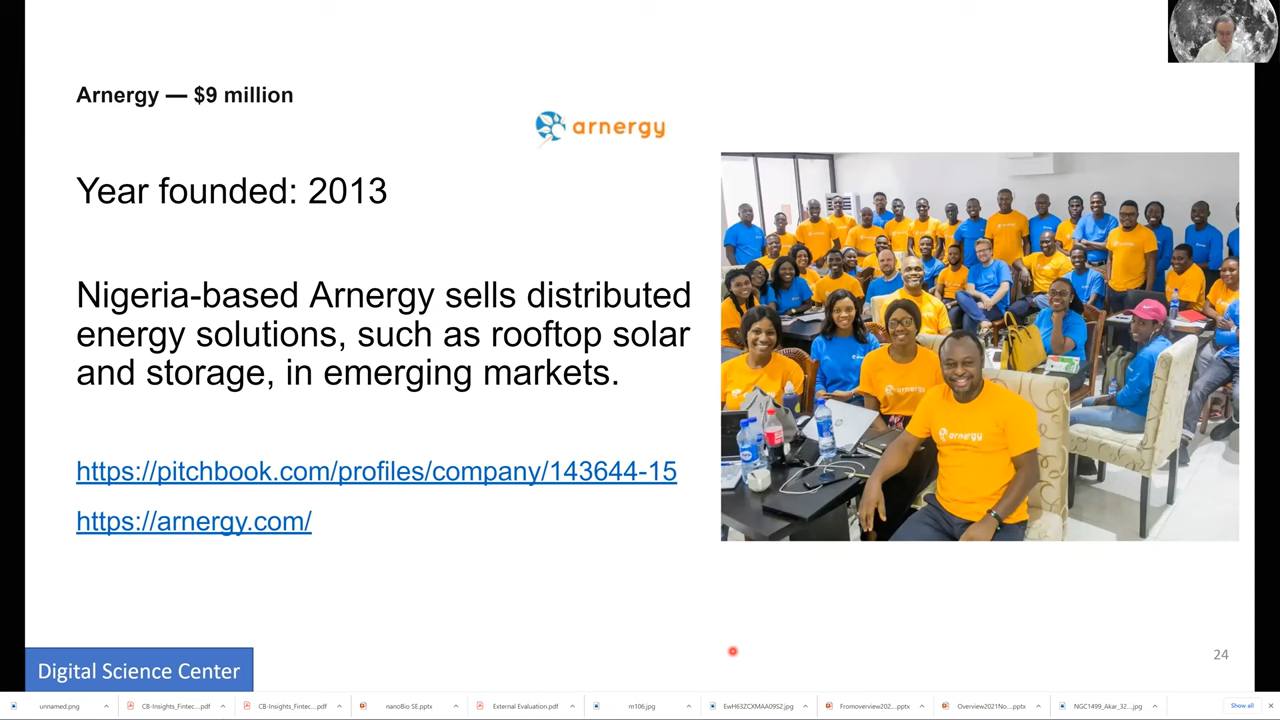 Arnergy — $9 million
arnergy
Year founded: 2013
Nigeria-based Arnergy sells distributed
energy solutions, such as rooftop solar
and storage, in emerging markets.
https://pitchbook.com/profiles/company/143644-15
https://arnergy.com/
arnergy
arnergy
arnergy
Digital Science Center
24
unnamed.png
CB-Insights_Fintec....pdf
CB-Insights_Fintec....pdf
nanoBio SE.pptx
External Evaluation.pdf
m106.jpg
EwH63ZCXMAA09S2.jpg
Fromoverview202....pptx
Overview2021No....pptx
NGC1499_Akar_32....jpg
Show all